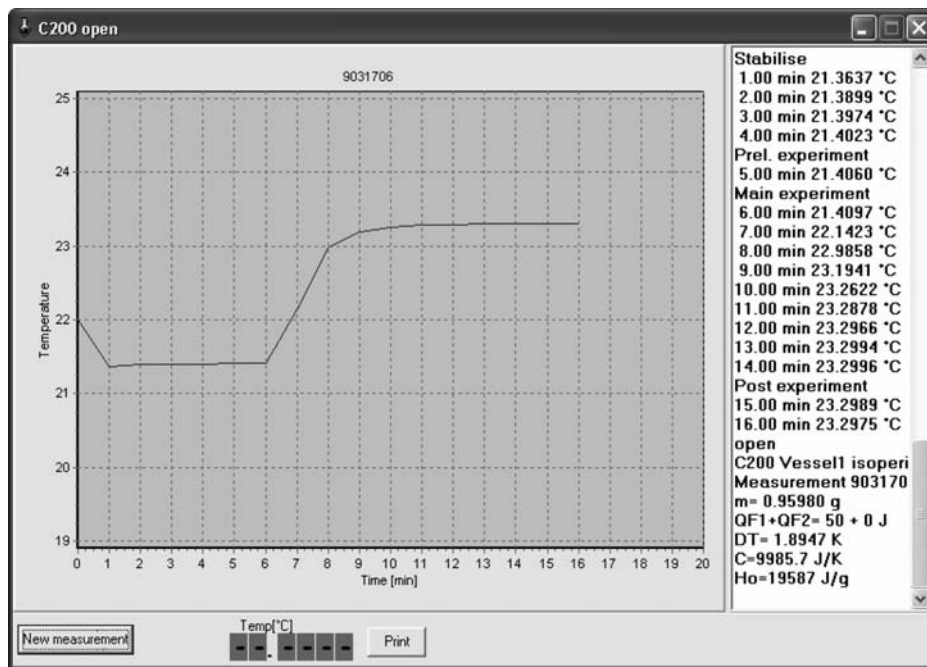 C200 open
9031706
25
24
23
22
21
20
19
Temperature
0 1 2 3 4 5 6 7 8 9 10 11 12 13 14 15 16 17 18 19 20
Time [min]
Stabilise
1.00 min 21.3637 °C
2.00 min 21.3899 °C
3.00 min 21.3974 °C
4.00 min 21.4023 °C
Prel. experiment
5.00 min 21.4060 °C
Main experiment
6.00 min 21.4097 °C
7.00 min 22.1423 °C
8.00 min 22.9858 °C
9.00 min 23.1941 °C
10.00 min 23.2622 °C
11.00 min 23.2878 °C
12.00 min 23.2966 °C
13.00 min 23.2994 °C
14.00 min 23.2996 °C
Post experiment
15.00 min 23.2989 °C
16.00 min 23.2975 °C
open
C200 Vessel1 isoperi
Measurement 903170
m= 0.95980 g
QF1+QF2= 50 + 0 J
DT= 1.8947 K
C=9985.7 J/K
Ho=19587 J/g
New measurement
Temp[°C]
--.----
Print